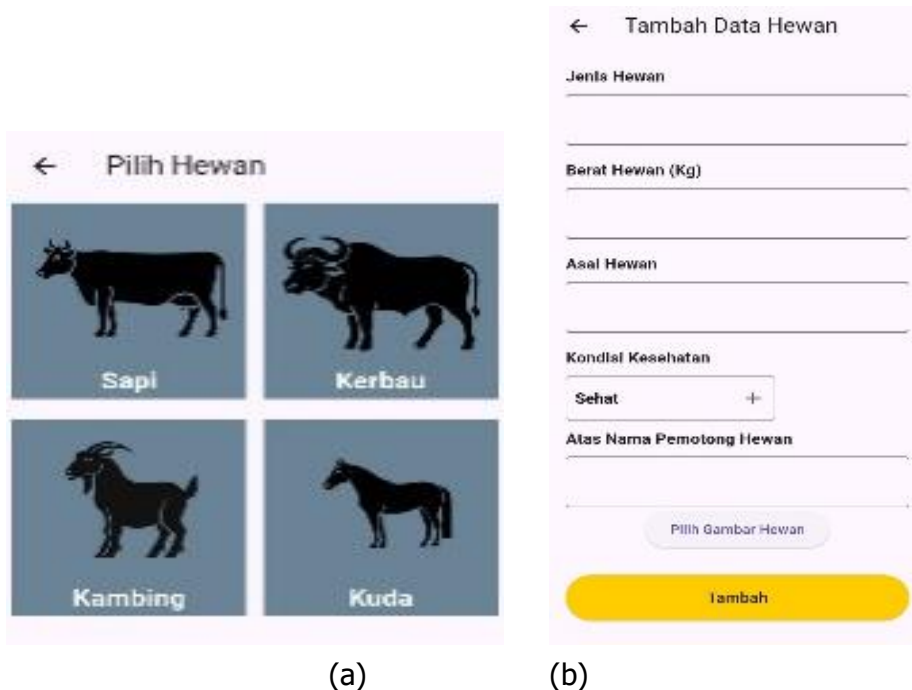 ← Pilih Hewan
Sapi
Kerbau
Kambing
Kuda
← Tambah Data Hewan
Jenis Hewan
Berat Hewan (Kg)
Asal Hewan
Kondisi Kesehatan
Sehat +
Atas Nama Pemotong Hewan
Pilih Gambar Hewan
Tambah
(a) (b)